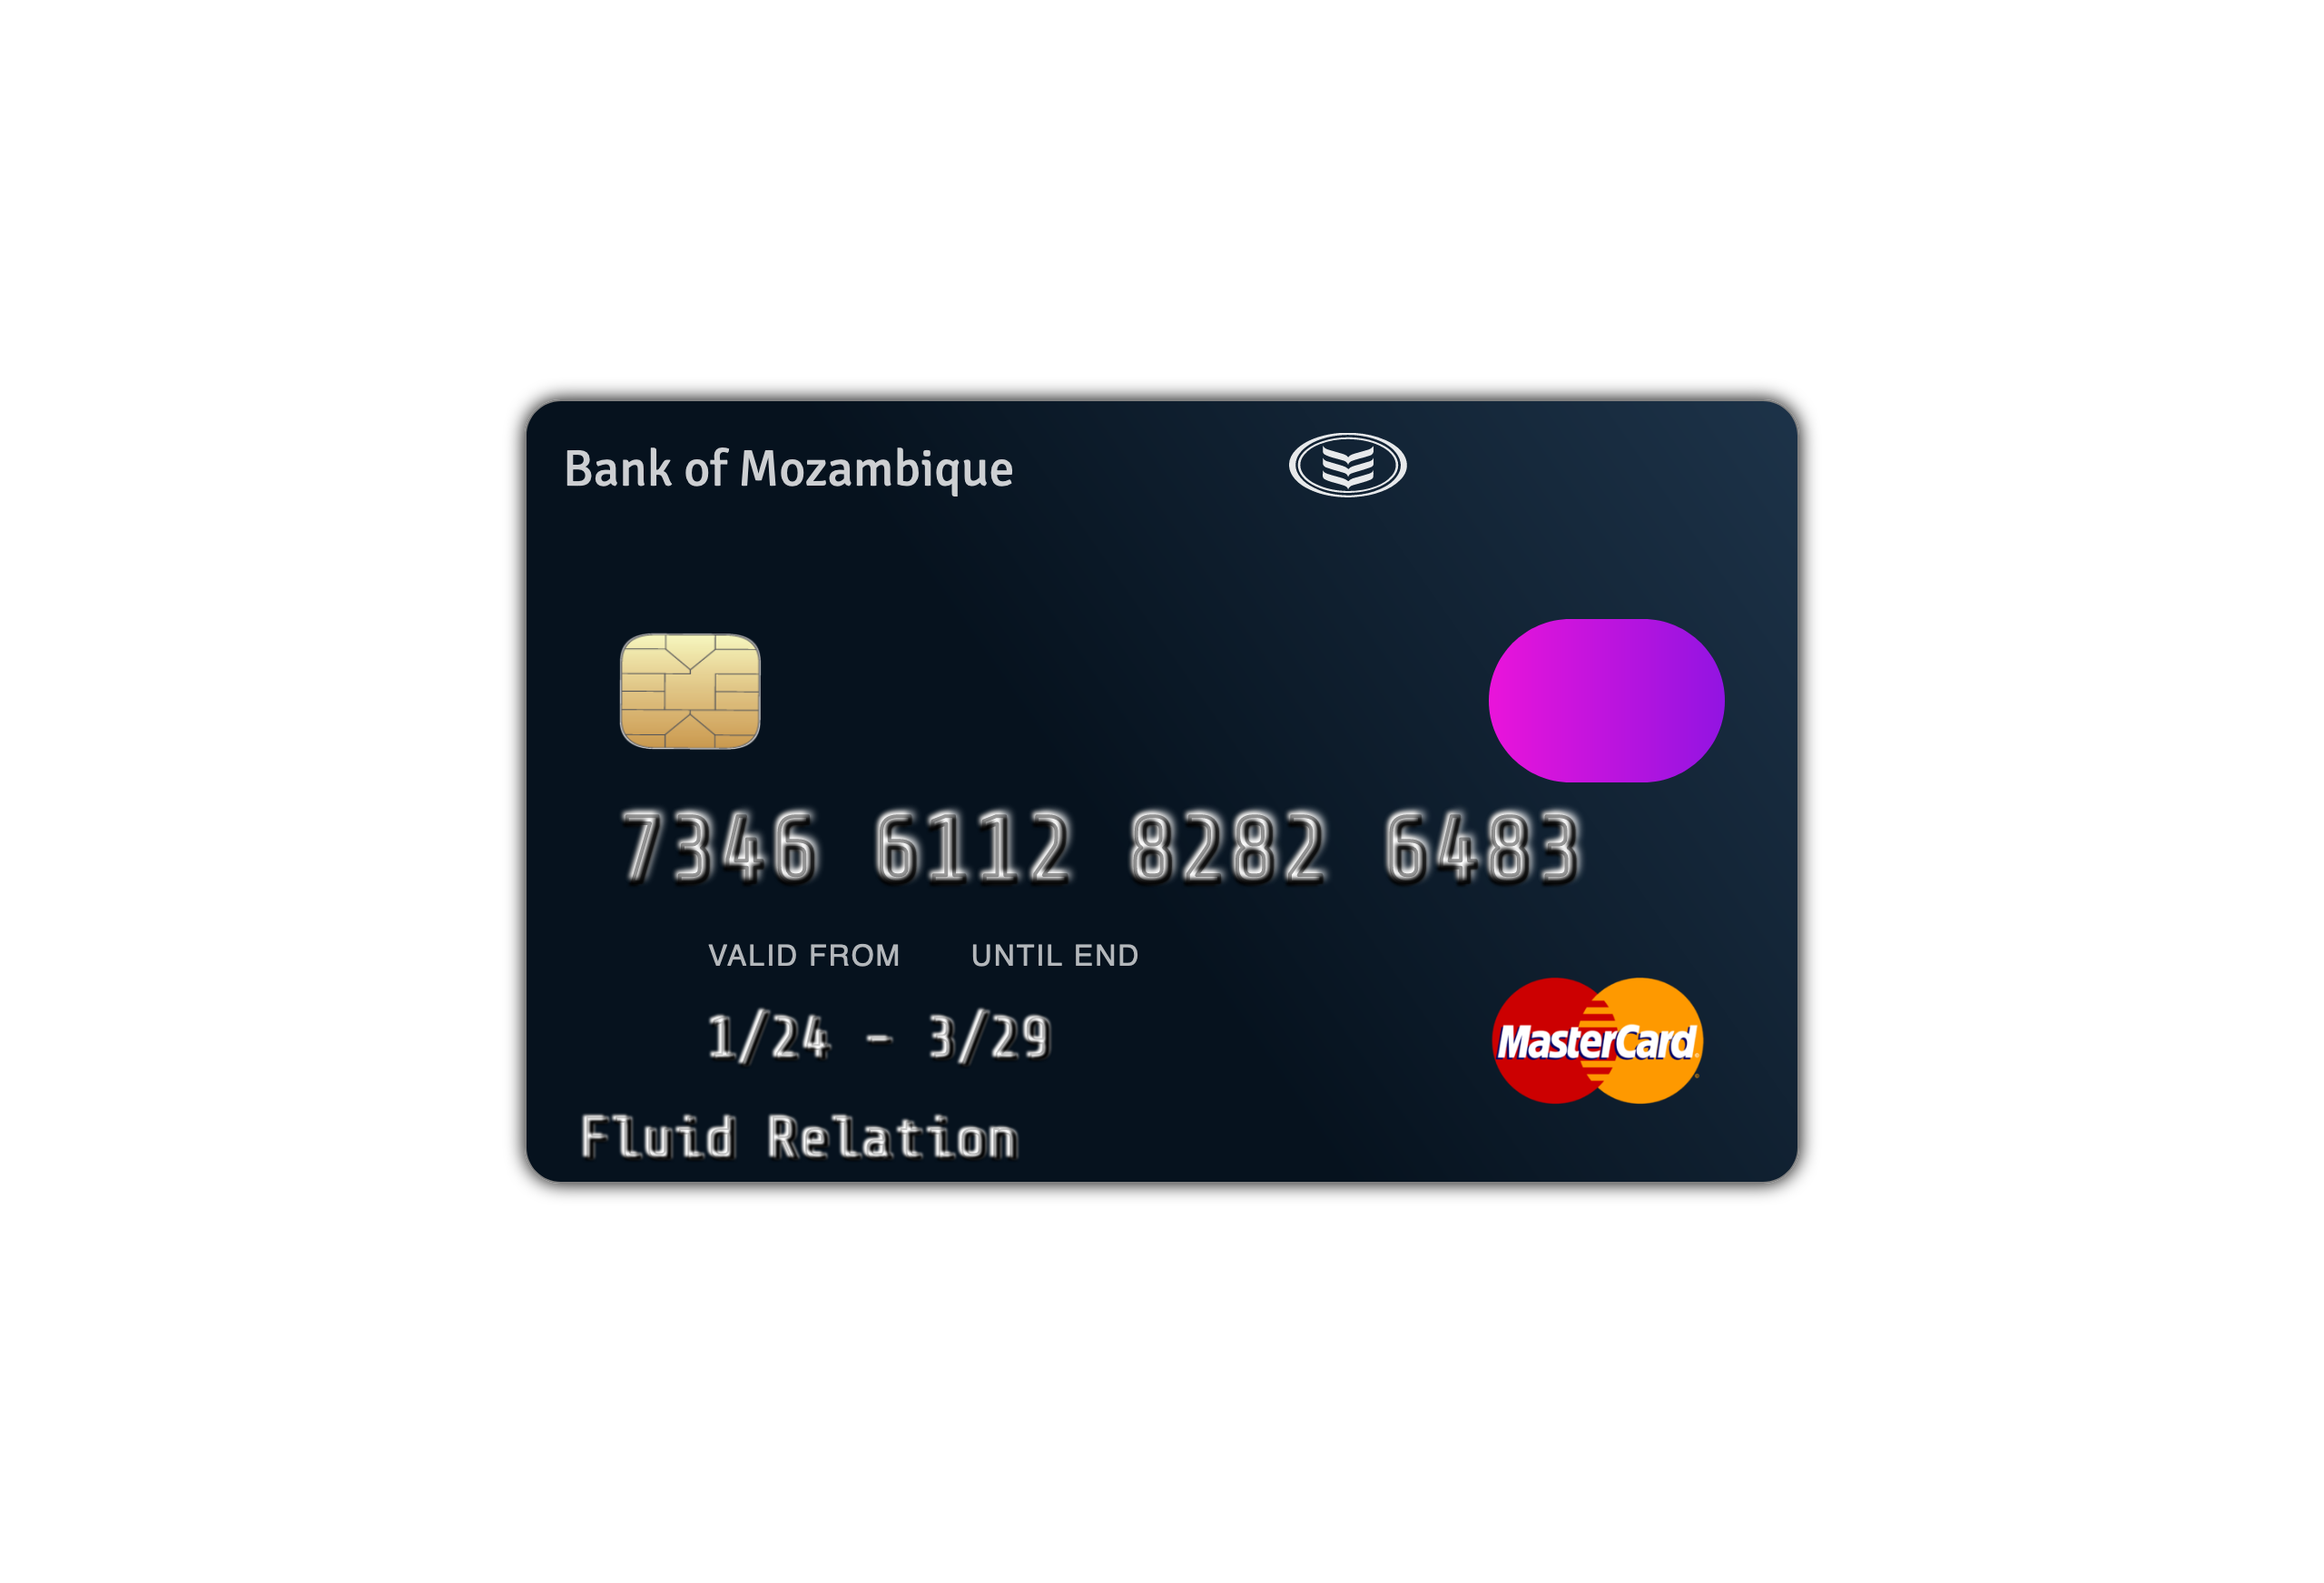 Bank of Mozambique
7346 6112 8282 6483
VALID FROM UNTIL END
1/24 - 3/29
MasterCard
Fluid Relation